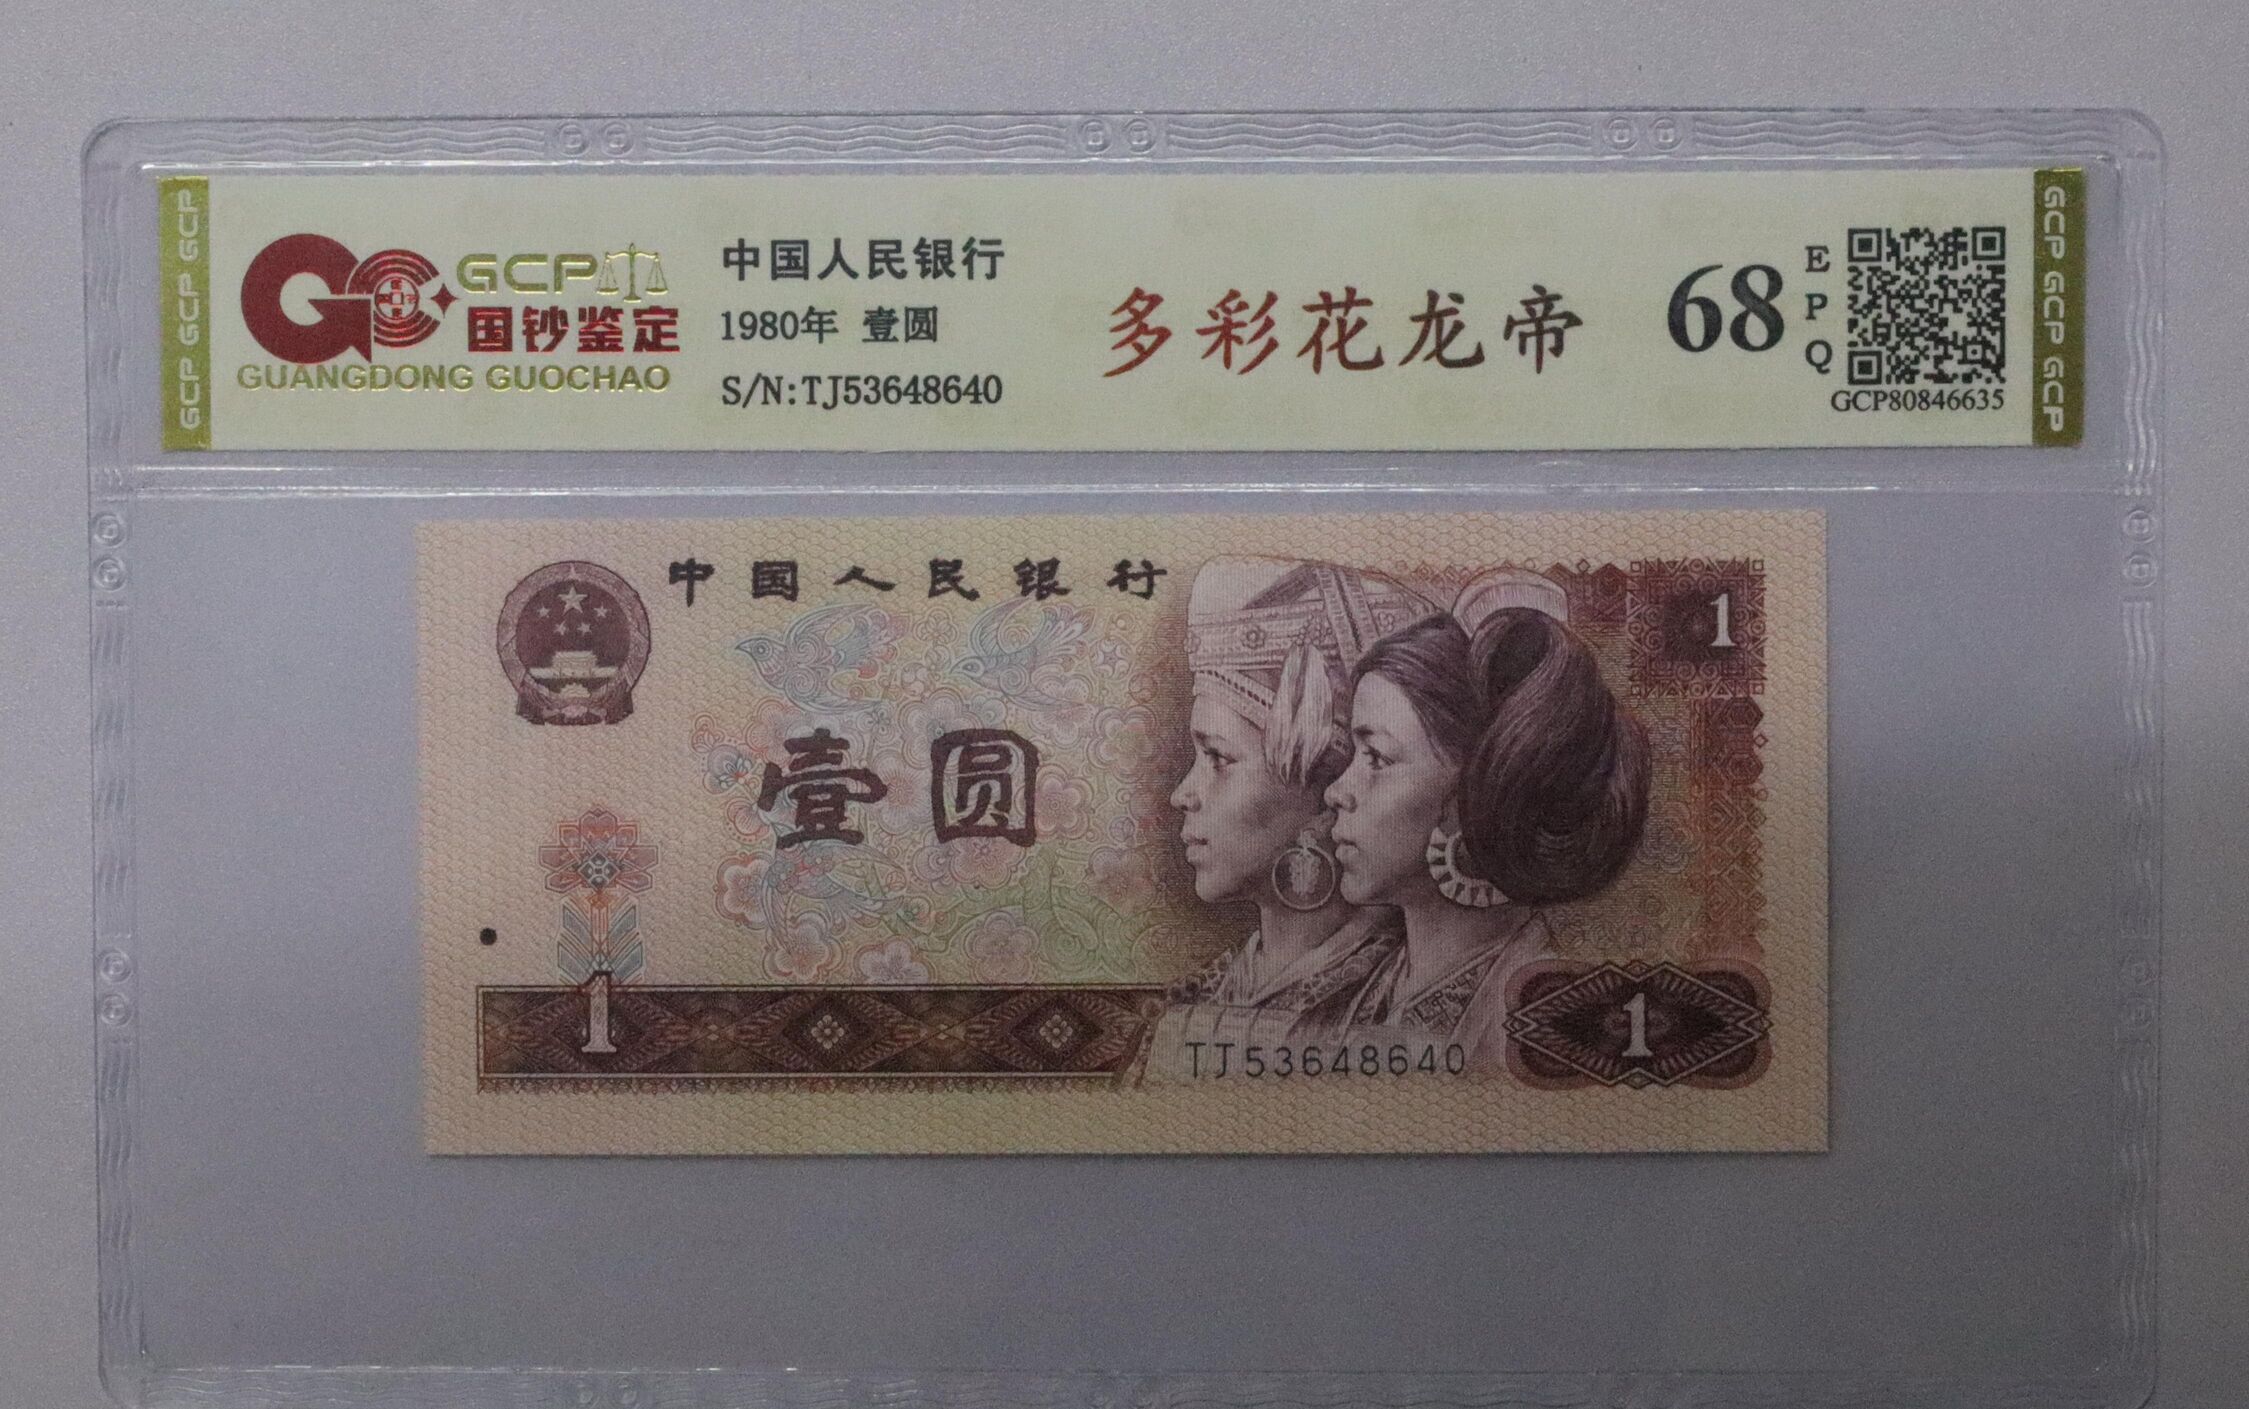 GCP GCP GCP
GCP
国钞鉴定
GUANGDONG GUOCHAO
中国人民银行
1980年 壹圆
S/N:TJ53648640
多彩花龙帝
68
EPQ
GCP80846635
GCP GCP GCP
中国人民银行
1
壹圆
1
TJ53648640
1